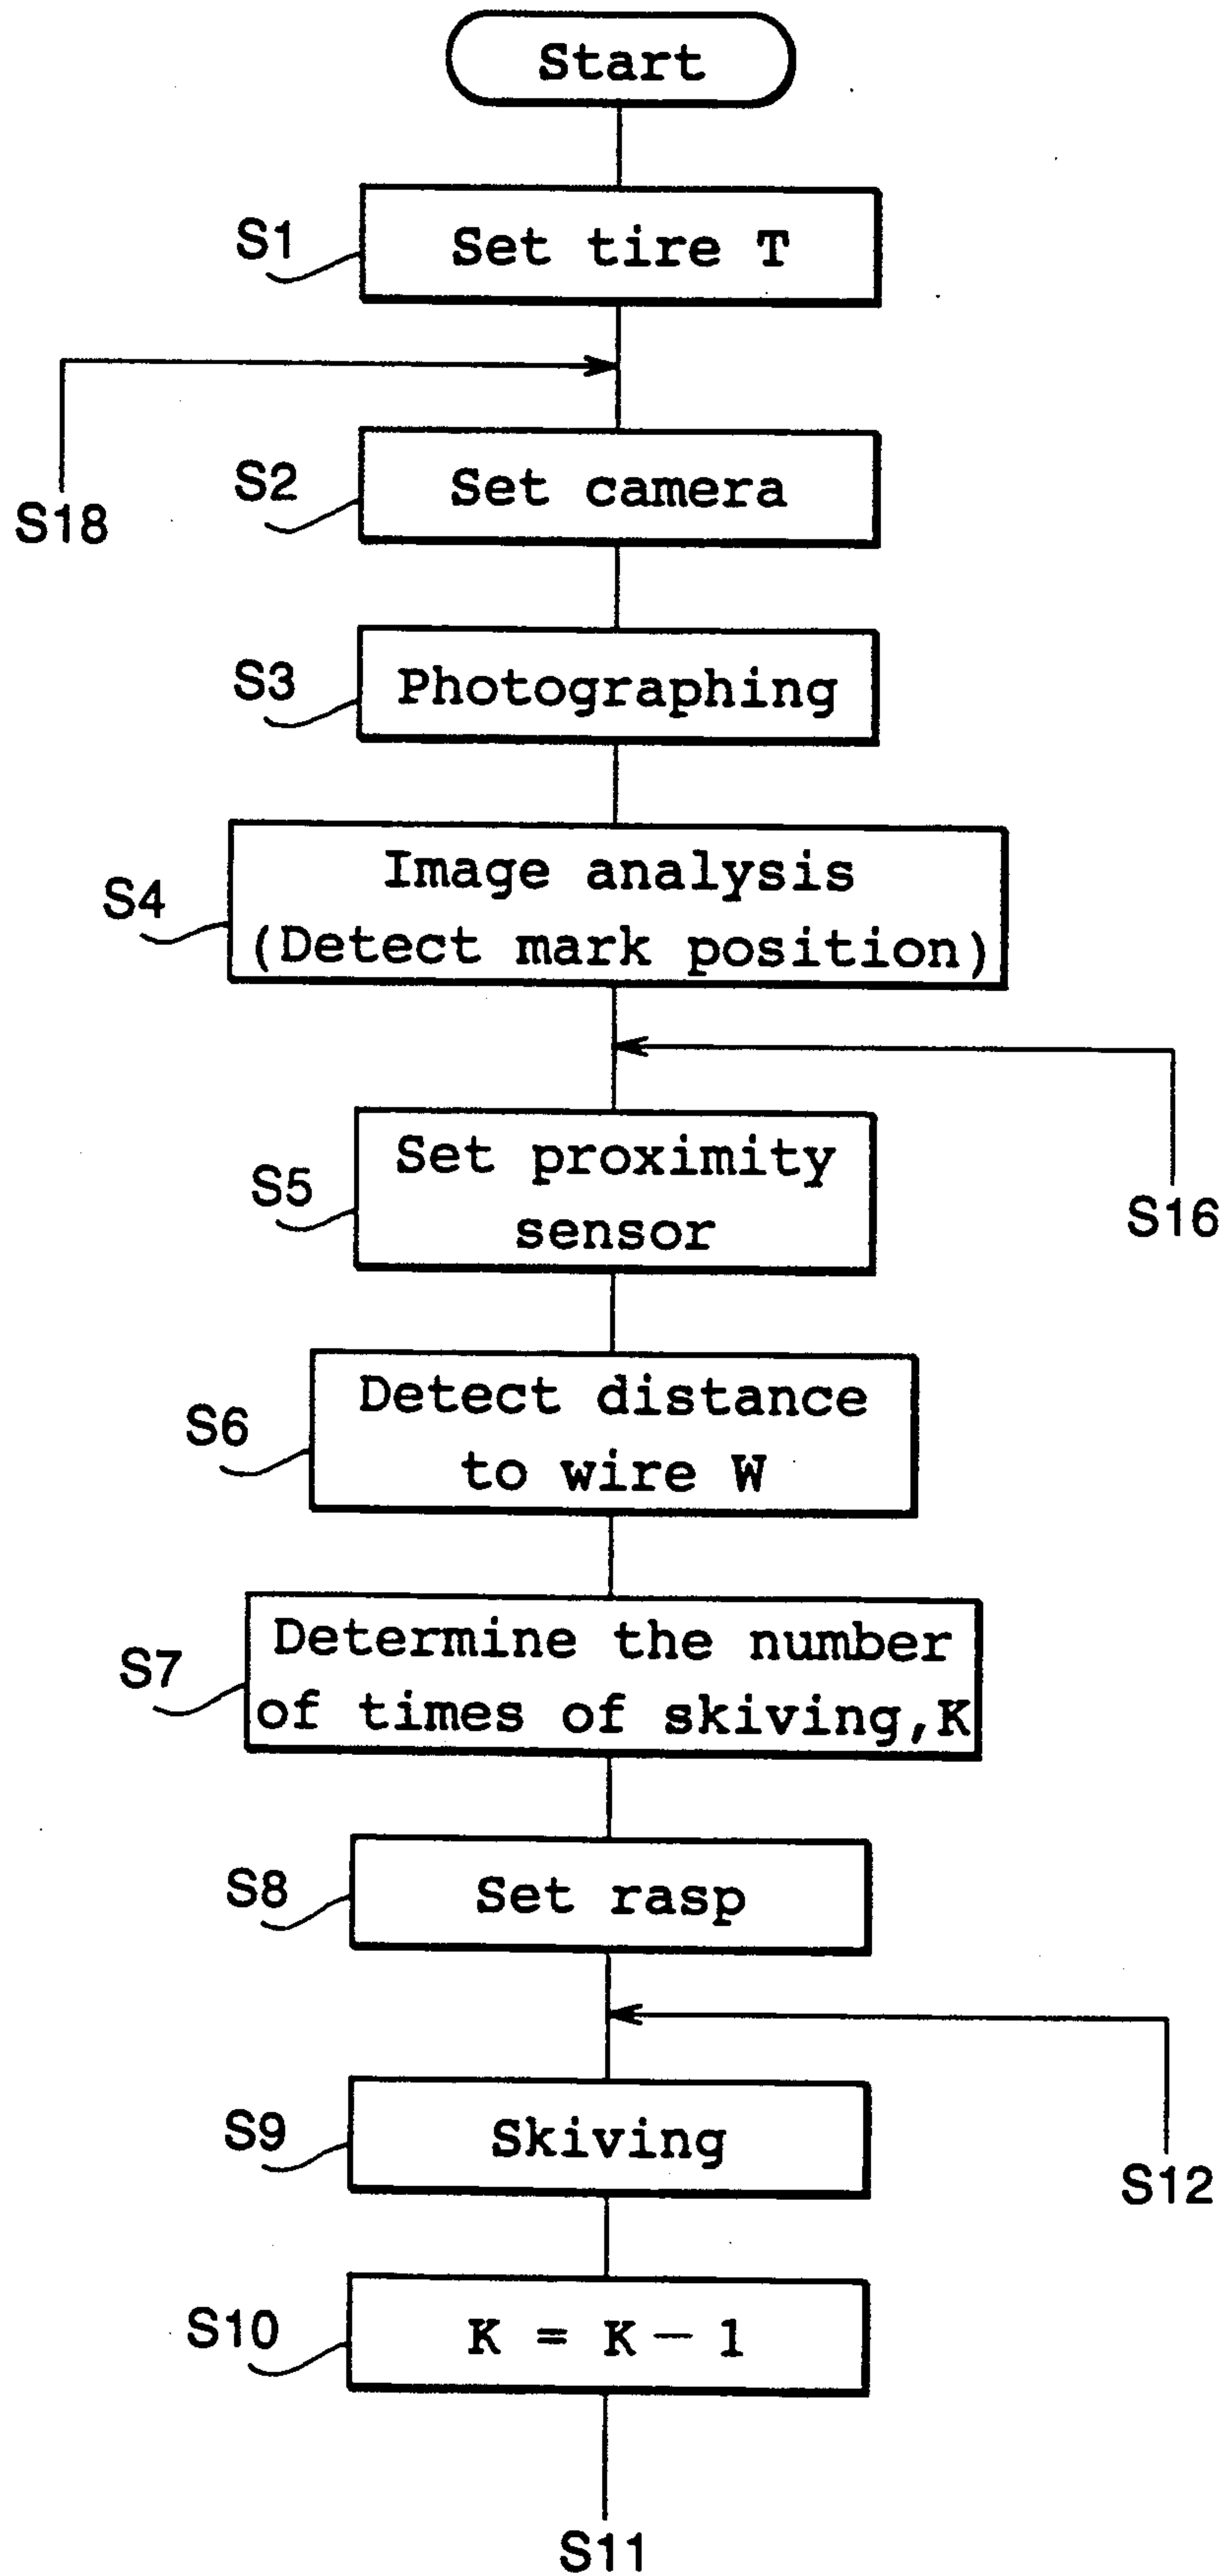 Start
S1
Set tire T
S18
S2
Set camera
S3
Photographing
S4
Image analysis
(Detect mark position)
S16
S5
Set proximity
sensor
S6
Detect distance
to wire W
S7
Determine the number
of times of skiving,K
S8
Set rasp
S12
S9
Skiving
S10
K = K - 1
S11